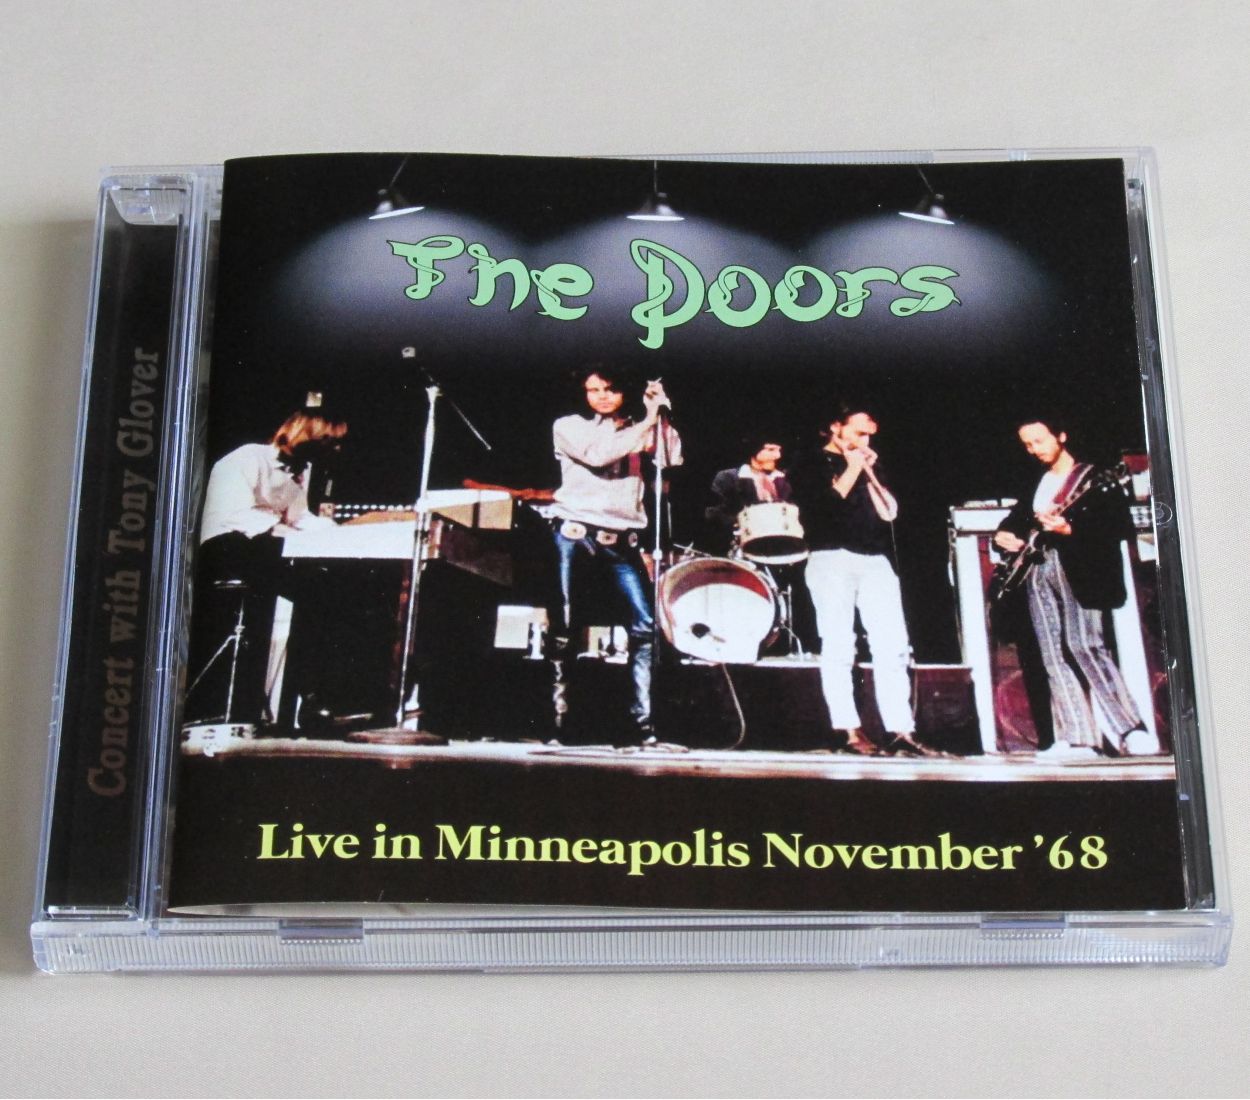 The Doors
Live in Minneapolis November '68
Concert with Tony Glover